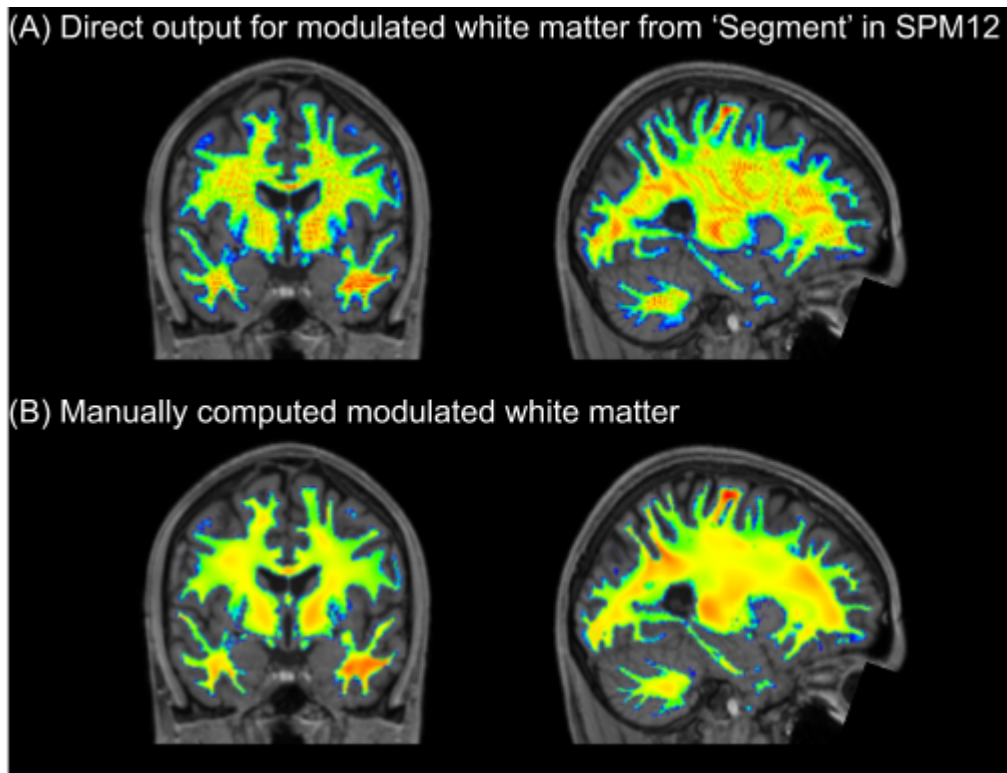 (A) Direct output for modulated white matter from ‘Segment’ in SPM12
(B) Manually computed modulated white matter